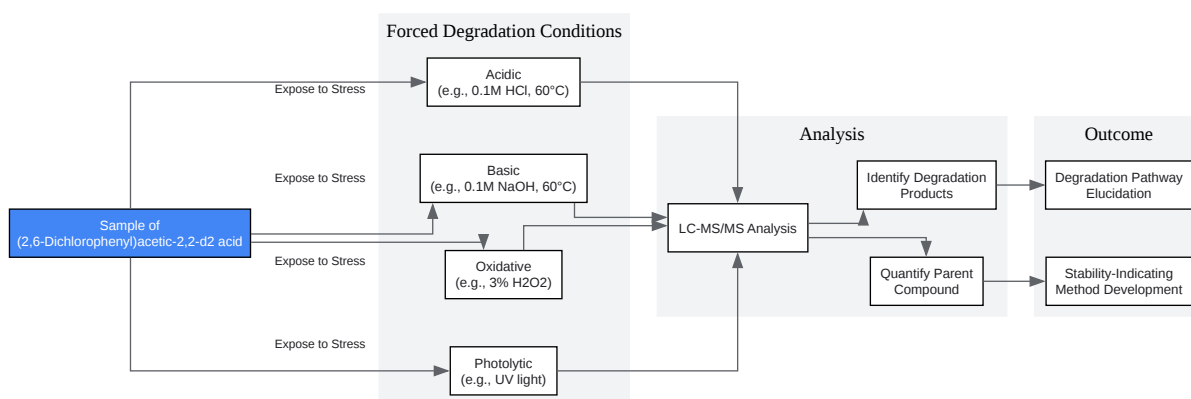 Forced Degradation Conditions
Acidic
(e.g., 0.1M HCl, 60°C)
Expose to Stress
Analysis
Outcome
Basic
(e.g., 0.1M NaOH, 60°C)
Expose to Stress
Identify Degradation
Products
Degradation Pathway
Elucidation
Sample of
(2,6-Dichlorophenyl)acetic-2,2-d2 acid
LC-MS/MS Analysis
Expose to Stress
Oxidative
(e.g., 3% H2O2)
Quantify Parent
Compound
Stability-Indicating
Method Development
Expose to Stress
Photolytic
(e.g., UV light)